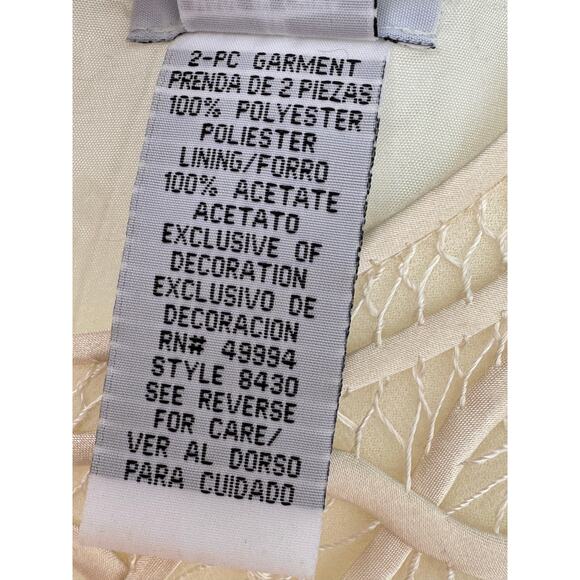 2-PC GARMENT
PRENDA DE 2 PIEZAS
100% POLYESTER
POLIESTER
LINING/FORRO
100% ACETATE
ACETATO
EXCLUSIVE OF
DECORATION
EXCLUSIVO DE
DECORACION
RN# 49994
STYLE 8430
SEE REVERSE
FOR CARE/
VER AL DORSO
PARA CUIDADO